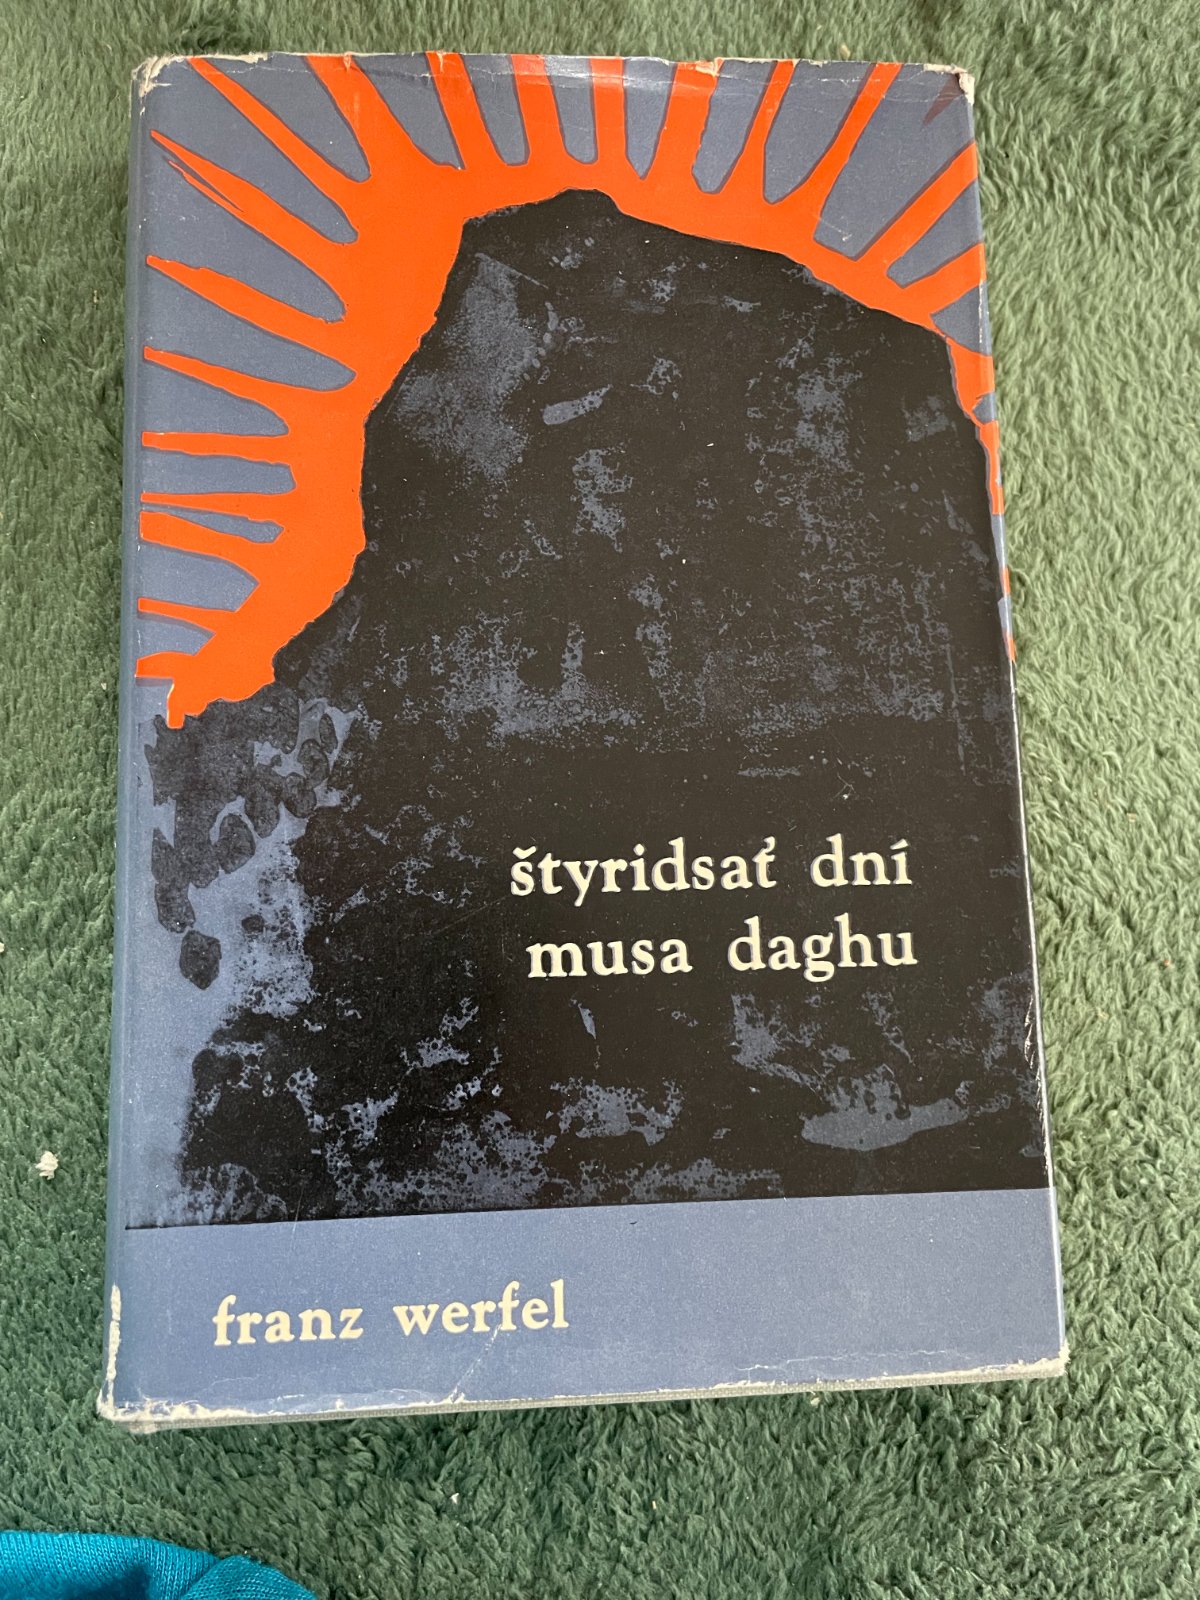 štyridsať dní
musa daghu
franz werfel